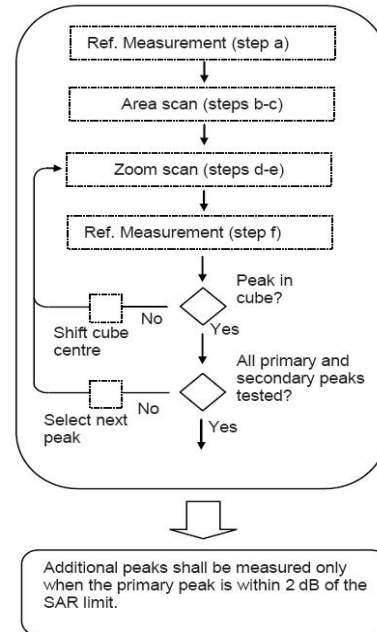 Ref. Measurement (step a)
Area scan (steps b-c)
Zoom scan (steps d-e)
Ref. Measurement (step f)
Peak in
cube?
No
Yes
Shift cube
centre
All primary and
secondary peaks
tested?
No
Yes
Select next
peak
Additional peaks shall be measured only
when the primary peak is within 2 dB of the
SAR limit.